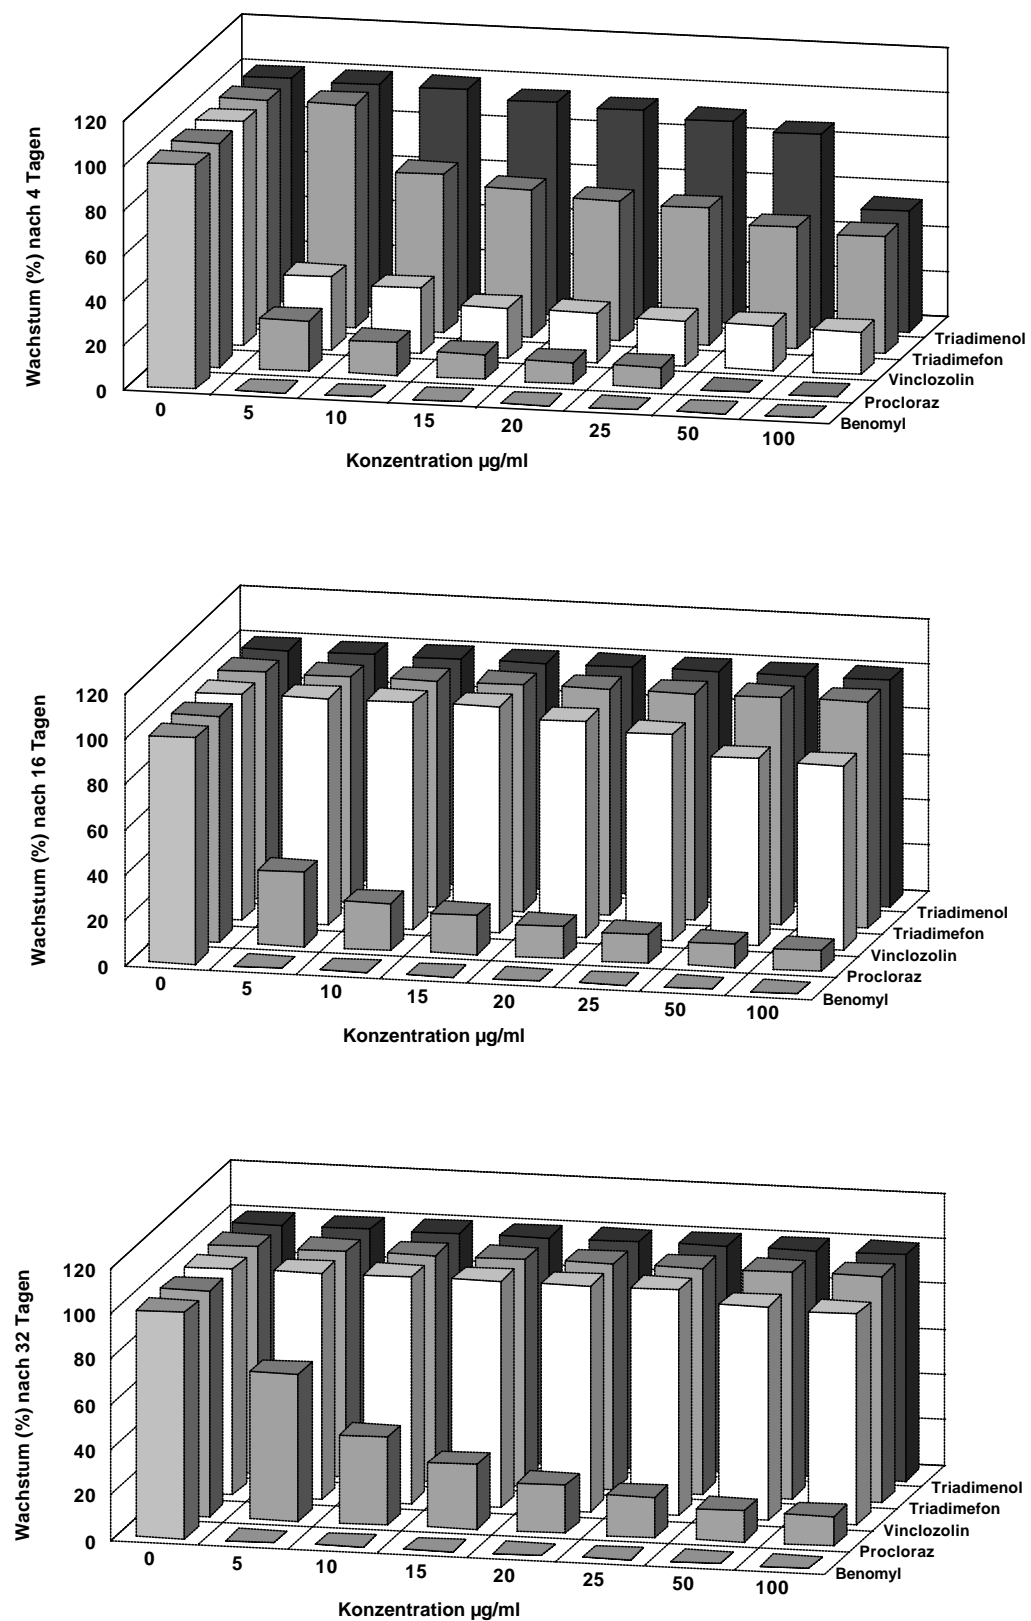 Wachstum (%) nach 4 Tagen
120
100
80
60
40
20
0
0
5
10
15
20
25
50
100
Konzentration µg/ml
Triadimenol
Triadimefon
Vinclozolin
Procloraz
Benomyl
Wachstum (%) nach 16 Tagen
120
100
80
60
40
20
0
0
5
10
15
20
25
50
100
Konzentration µg/ml
Triadimenol
Triadimefon
Vinclozolin
Procloraz
Benomyl
Wachstum (%) nach 32 Tagen
120
100
80
60
40
20
0
0
5
10
15
20
25
50
100
Konzentration µg/ml
Triadimenol
Triadimefon
Vinclozolin
Procloraz
Benomyl